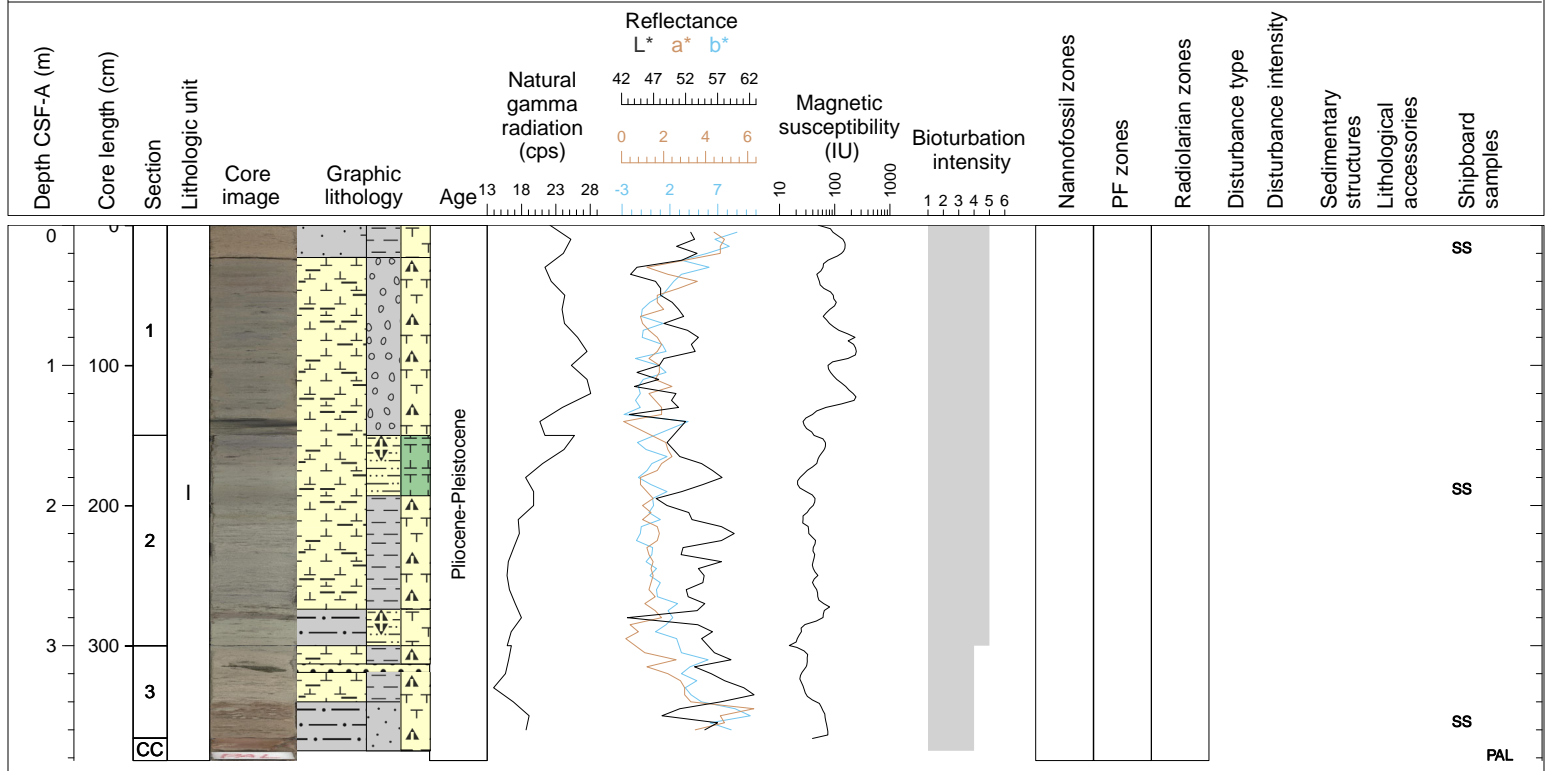 Depth CSF-A (m)
Core length (cm)
Section
Lithologic unit
Core image
Graphic lithology
Age
Natural gamma radiation (cps)
13 18 23 28
Reflectance
L* a* b*
42 47 52 57 62
0 2 4 6
-3 2 7
Magnetic susceptibility (IU)
10 100 1000
Bioturbation intensity
1 2 3 4 5 6
Nannofossil zones
PF zones
Radiolarian zones
Disturbance type
Disturbance intensity
Sedimentary structures
Lithological accessories
Shipboard samples
0
1
2
3
0
100
200
300
1
2
3
CC
I
Pliocene-Pleistocene
SS
SS
SS
PAL